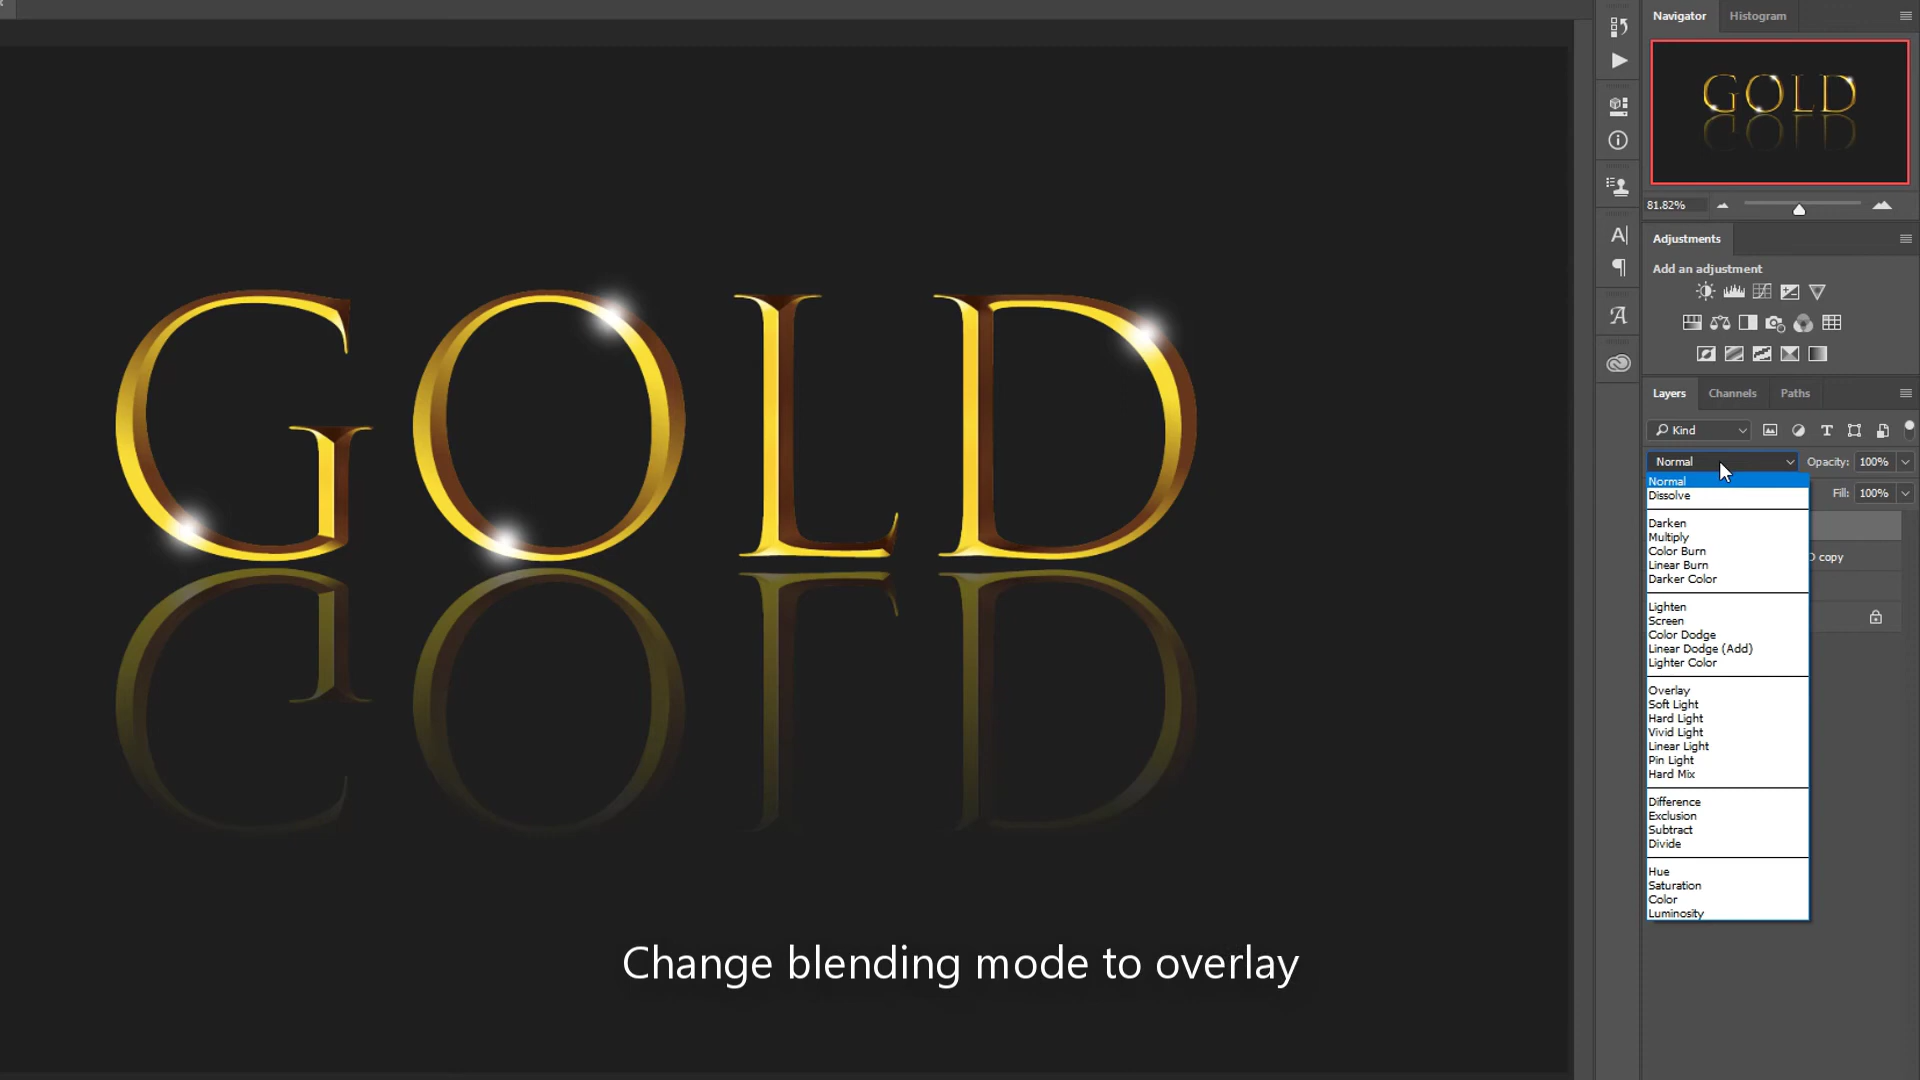 Navigator
Histogram
GOLD
81.82%
Adjustments
Add an adjustment
Layers
Channels
Paths
Kind
Normal
Opacity: 100%
Fill: 100%
Normal
Dissolve
Darken
Multiply
Color Burn
Linear Burn
Darker Color
Lighten
Screen
Color Dodge
Linear Dodge (Add)
Lighter Color
Overlay
Soft Light
Hard Light
Vivid Light
Linear Light
Pin Light
Hard Mix
Difference
Exclusion
Subtract
Divide
Hue
Saturation
Color
Luminosity
copy
GOLD
Change blending mode to overlay